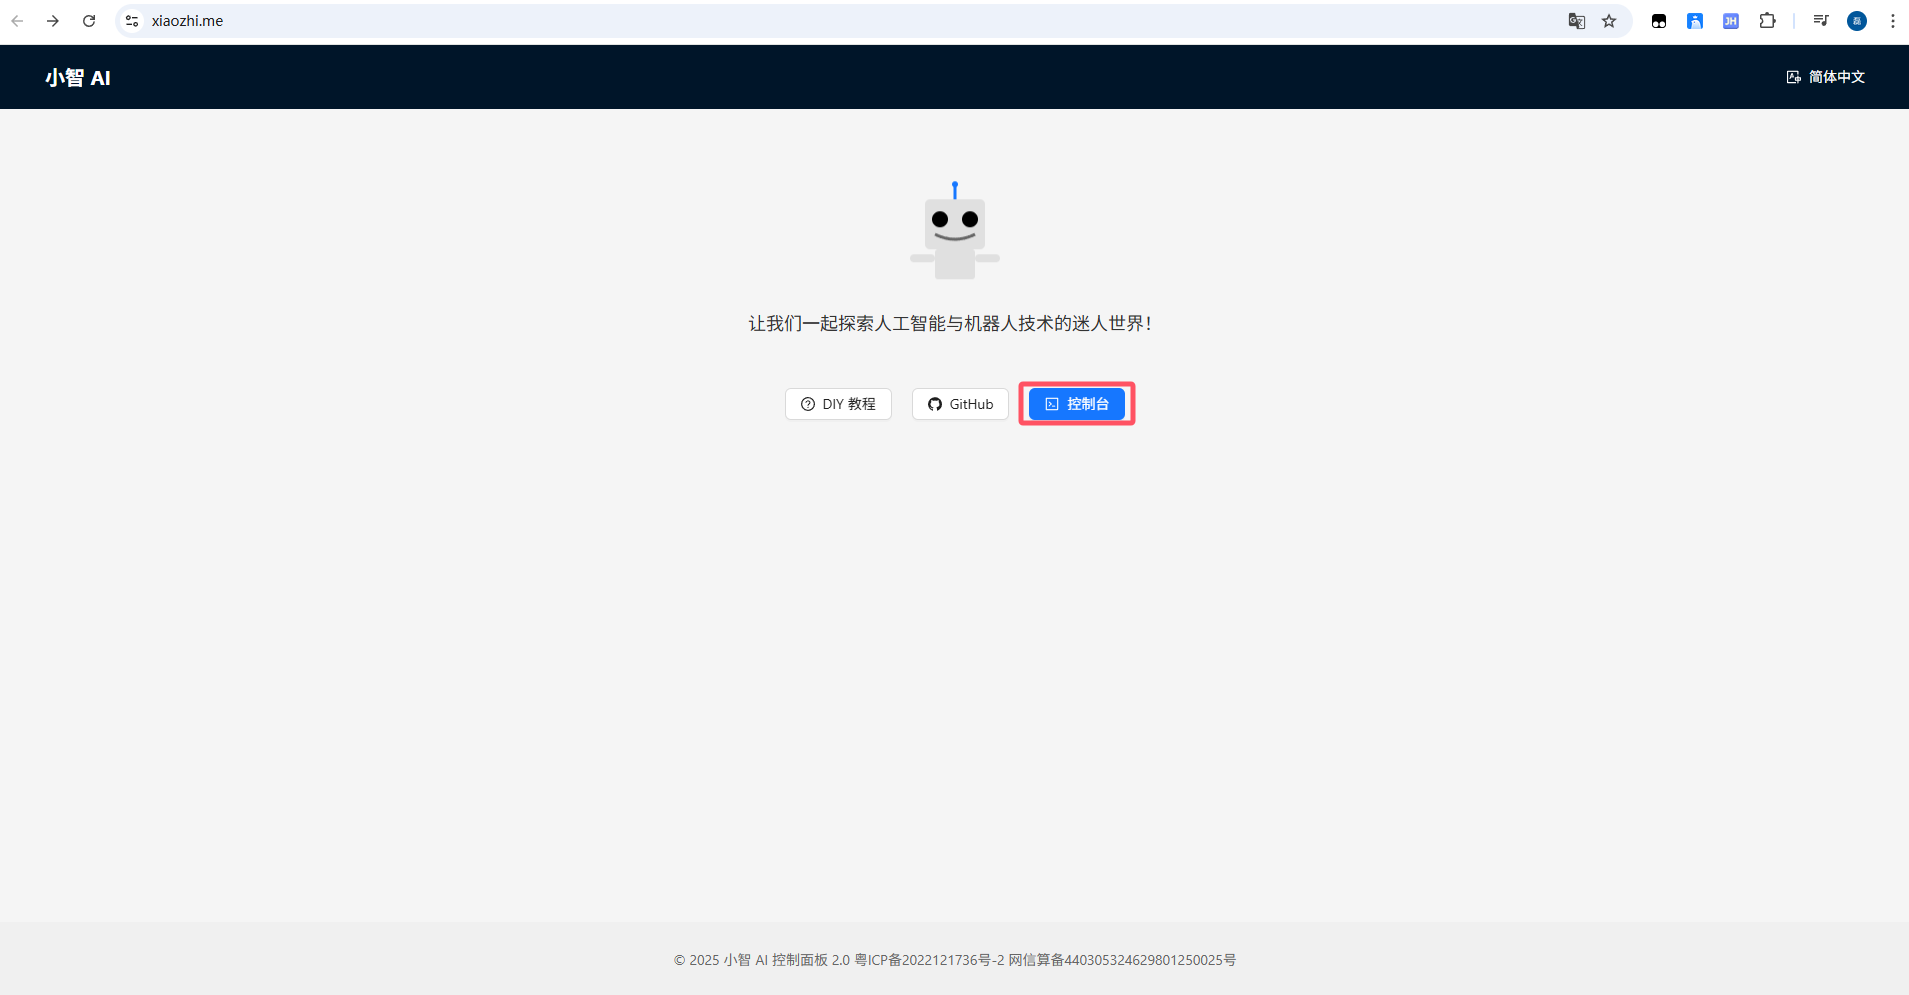 xiaozhi.me
JH
磊
小智 AI
简体中文
让我们一起探索人工智能与机器人技术的迷人世界！
DIY 教程
GitHub
控制台
© 2025 小智 AI 控制面板 2.0 粤ICP备2022121736号-2 网信算备440305324629801250025号